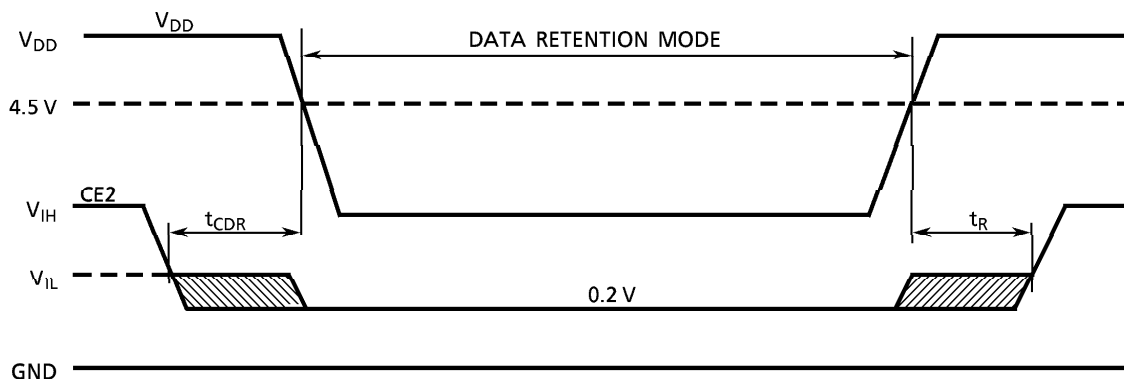 VDD
VDD
DATA RETENTION MODE
4.5 V
CE2
VIH
tCDR
tR
VIL
0.2 V
GND